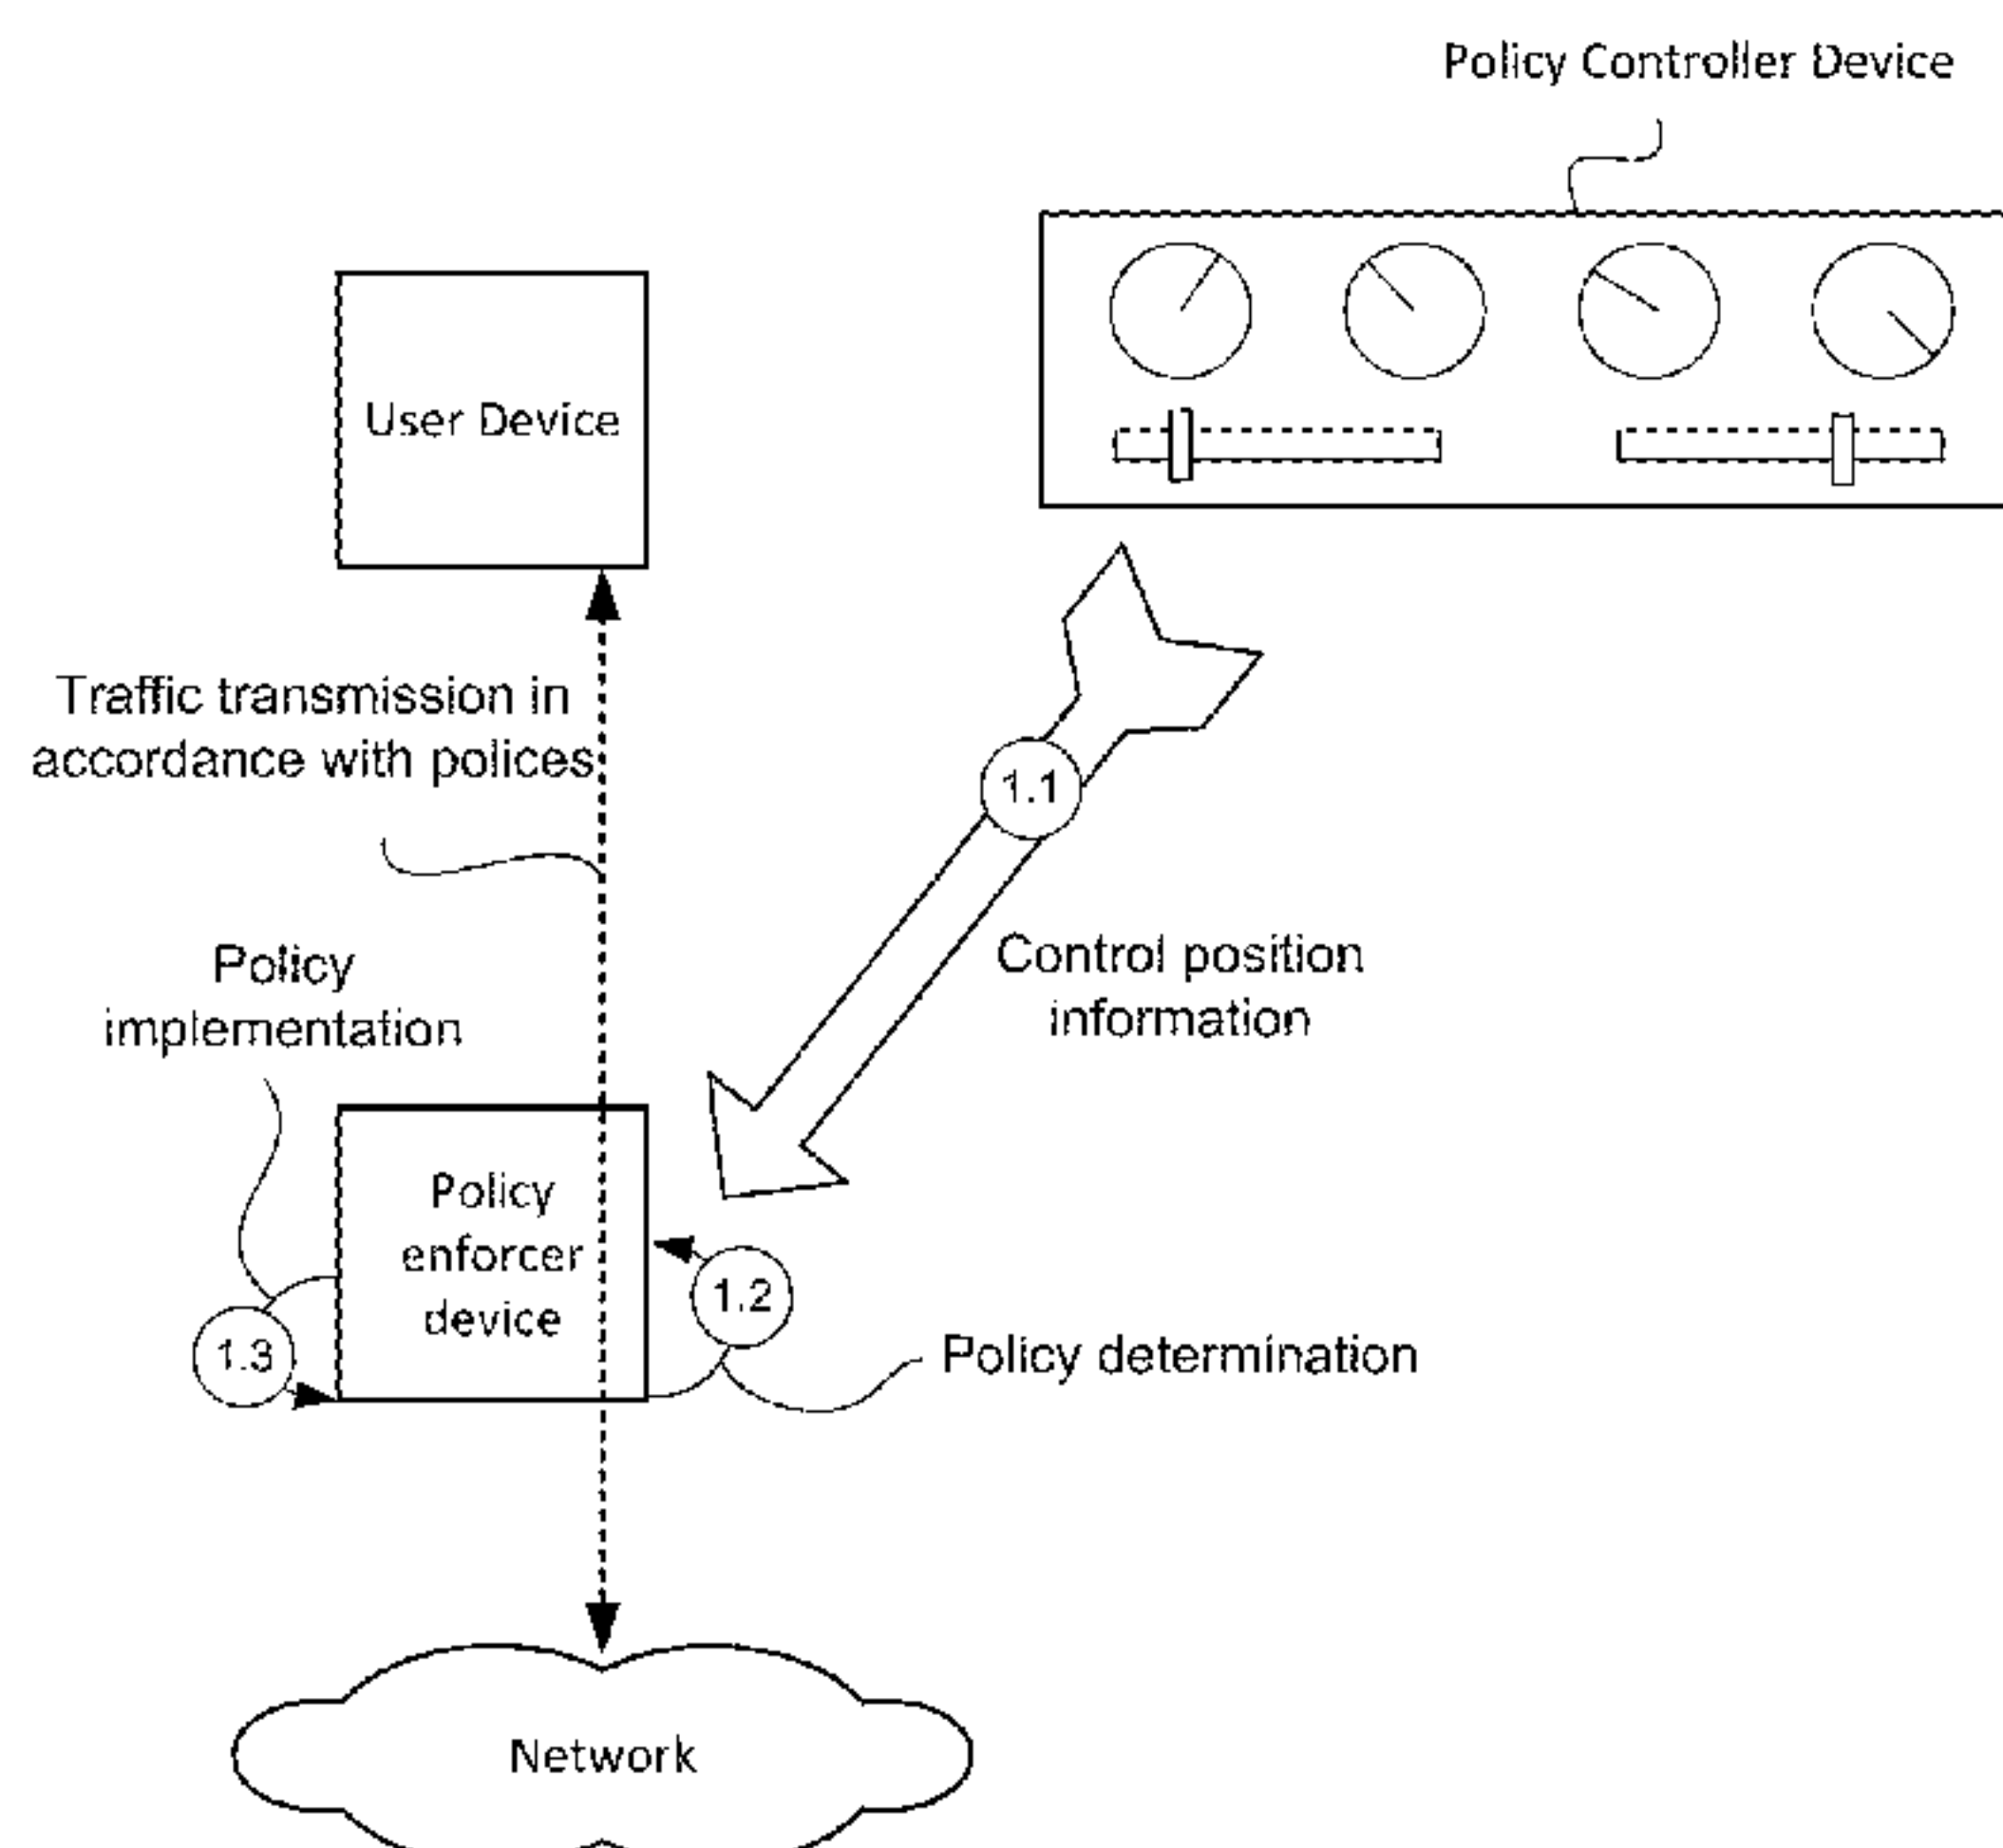 Policy Controller Device
User Device
Traffic transmission in
accordance with polices
1.1
Control position
information
Policy
implementation
Policy
enforcer
device
1.2
1.3
Policy determination
Network